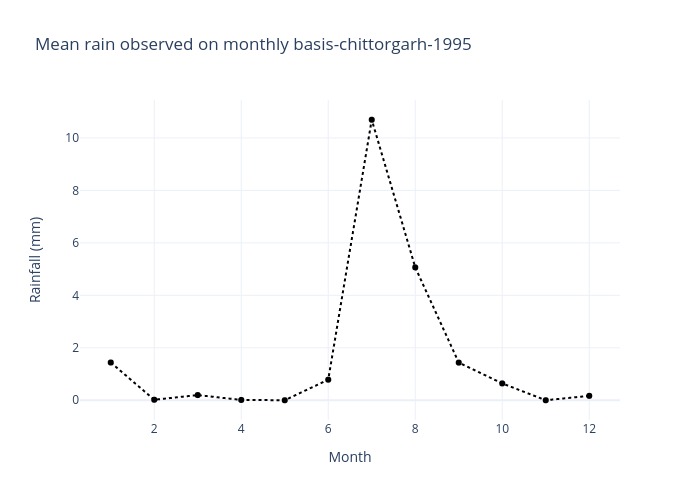 Mean rain observed on monthly basis-chittorgarh-1995
10
8
6
4
2
0
Rainfall (mm)
2 4 6 8 10 12
Month